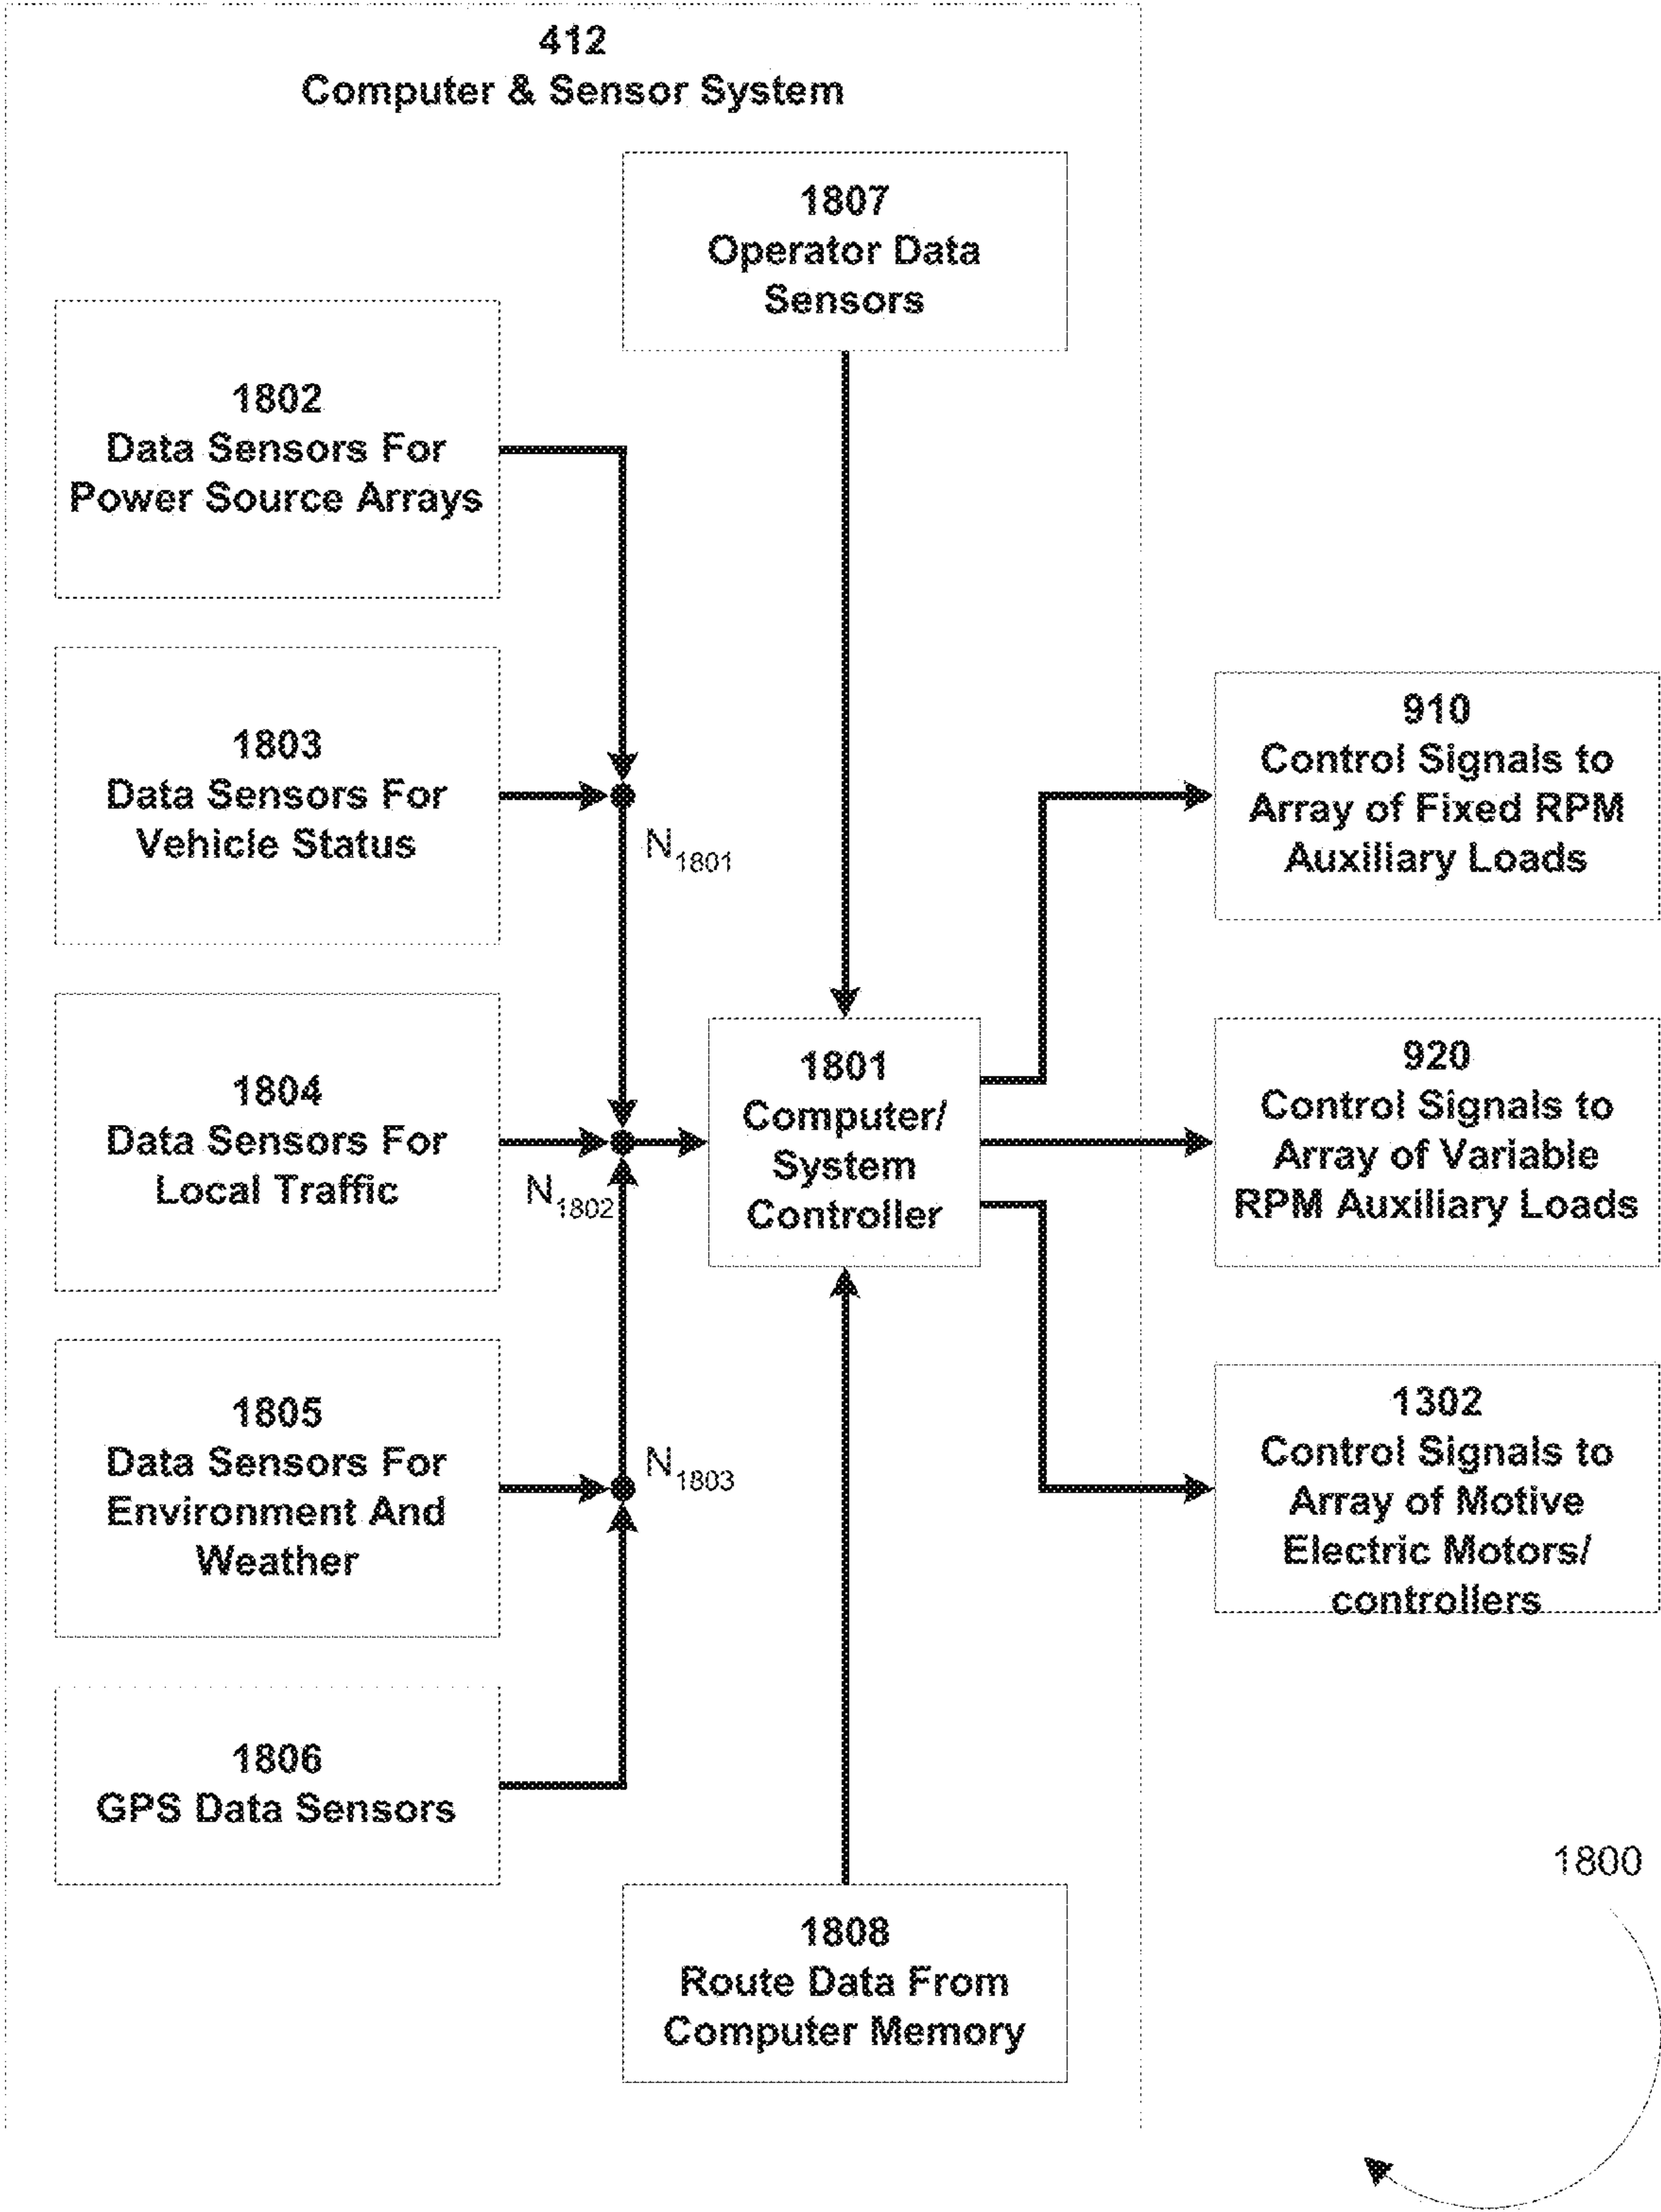 412
Computer & Sensor System
1807
Operator Data
Sensors
1802
Data Sensors For
Power Source Arrays
1803
Data Sensors For
Vehicle Status
N1801
910
Control Signals to
Array of Fixed RPM
Auxiliary Loads
1804
Data Sensors For
Local Traffic
N1802
1801
Computer/
System
Controller
920
Control Signals to
Array of Variable
RPM Auxiliary Loads
1805
Data Sensors For
Environment And
Weather
N1803
1302
Control Signals to
Array of Motive
Electric Motors/
controllers
1806
GPS Data Sensors
1808
Route Data From
Computer Memory
1800